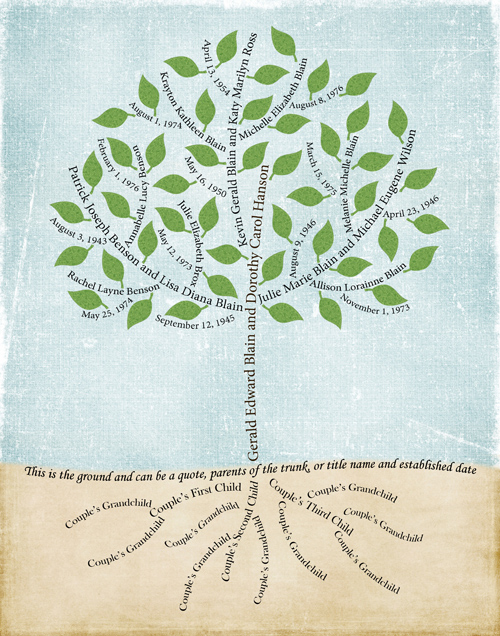 April 13, 1954
Krayton Kathleen Blain
August 1, 1974
Kevin Gerald Blain and Katy Marilyn Ross
Michelle Elizabeth Blain
August 8, 1976
May 16, 1950
February 1, 1976
Annabelle Lucy Benson
Patrick Joseph Benson and Lisa Diana Blain
August 3, 1943
Julie Elizabeth Brox
May 12, 1973
Rachel Layne Benson
May 25, 1974
September 12, 1945
March 15, 1975
Melanie Michelle Blain
Julie Marie Blain and Michael Eugene Wilson
April 23, 1946
August 9, 1946
Allison Lorainne Blain
November 1, 1973
Gerald Edward Blain and Dorothy Carol Hanson
This is the ground and can be a quote, parents of the trunk, or title name and established date
Couple's First Child
Couple's Grandchild
Couple's Grandchild
Couple's Grandchild
Couple's Second Child
Couple's Grandchild
Couple's Grandchild
Couple's Third Child
Couple's Grandchild
Couple's Grandchild
Couple's Grandchild
Couple's Grandchild